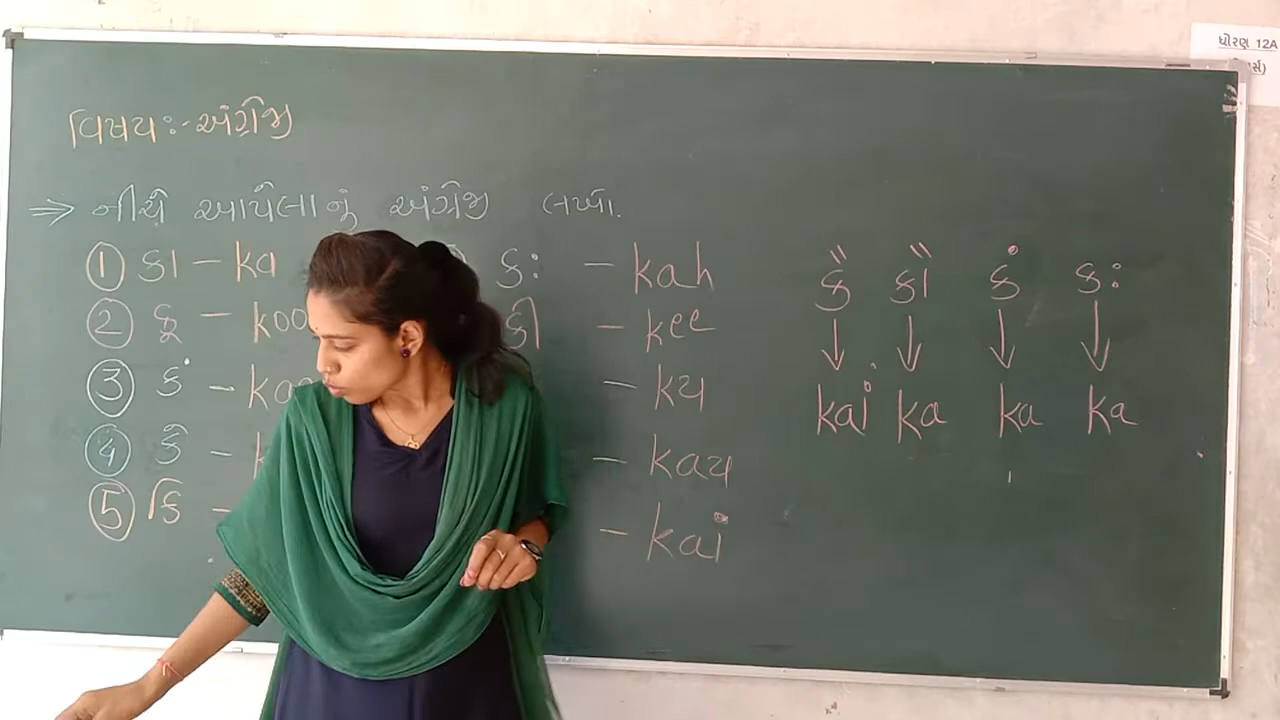 ધોરણ 12A
વિષયઃ- અંગ્રેજી
⇒ નીચે આપેલાનું અંગ્રેજી લખો.
1 કા – ka
2 કૂ – koo
3 કં –
4 કે –
5 કિ –
કઃ – kah
કી – kee
– ky
– kay
– kai
કૈ કૌ કં કઃ
↓ ↓ ↓ ↓
kai ka ka ka